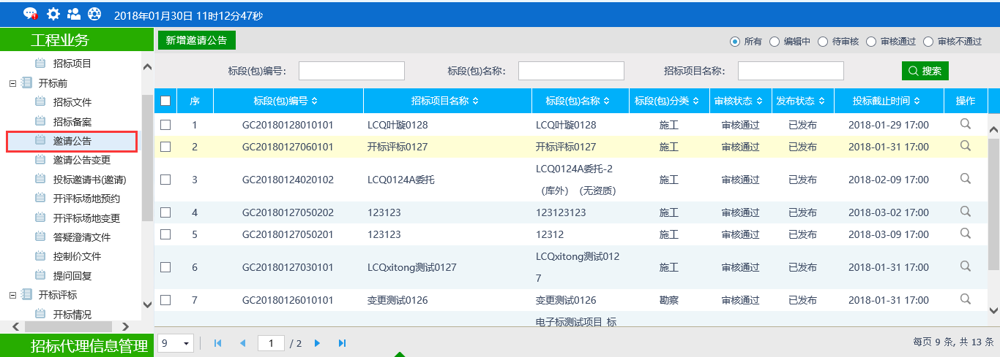 2018年01月30日 11时12分47秒
工程业务
招标项目
开标前
招标文件
招标备案
邀请公告
邀请公告变更
投标邀请书(邀请)
开评标场地预约
开评标场地变更
答疑澄清文件
控制价文件
提问回复
开标评标
开标情况
招标代理信息管理
新增邀请公告
所有 编辑中 待审核 审核通过 审核不通过
标段(包)编号: 标段(包)名称: 招标项目名称: 搜索
序 标段(包)编号 招标项目名称 标段(包)名称 标段(包)分类 审核状态 发布状态 投标截止时间 操作
1 GC20180128010101 LCQ叶璇0128 LCQ叶璇0128 施工 审核通过 已发布 2018-01-29 17:00
2 GC20180127060101 开标评标0127 开标评标0127 施工 审核通过 已发布 2018-01-31 17:00
3 GC20180124020102 LCQ0124A委托 LCQ0124A委托-2 施工 审核通过 已发布 2018-02-09 17:00
（库外）（无资质）
4 GC20180127050202 123123 123123123 施工 审核通过 已发布 2018-03-02 17:00
5 GC20180127050201 123123 12312 施工 审核通过 已发布 2018-03-09 17:00
6 GC20180127030101 LCQxitong测试0127 LCQxitong测试012 施工 审核通过 已发布 2018-01-31 17:00
7
7 GC20180126010101 变更测试0126 变更测试0126 勘察 审核通过 已发布 2018-01-31 17:00
电子标测试项目_标
9 1 / 2 每页 9 条, 共 13 条